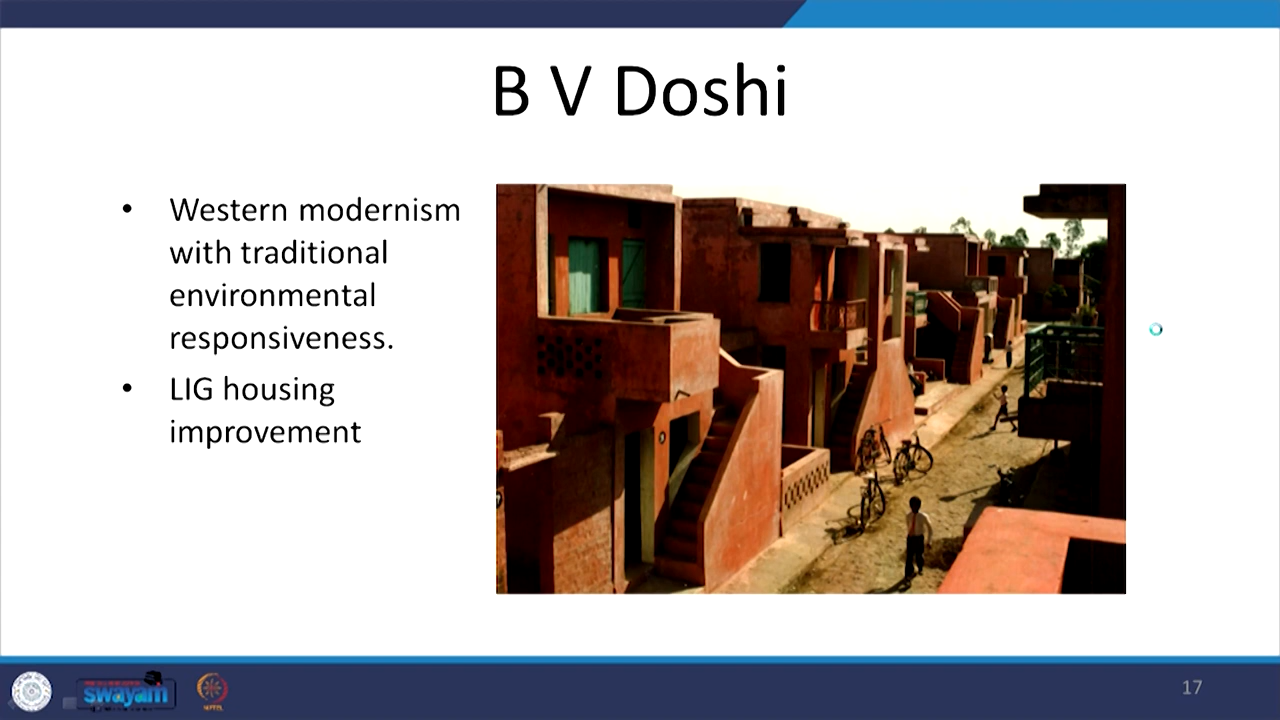 B V Doshi
• Western modernism
with traditional
environmental
responsiveness.
• LIG housing
improvement
swayam
17